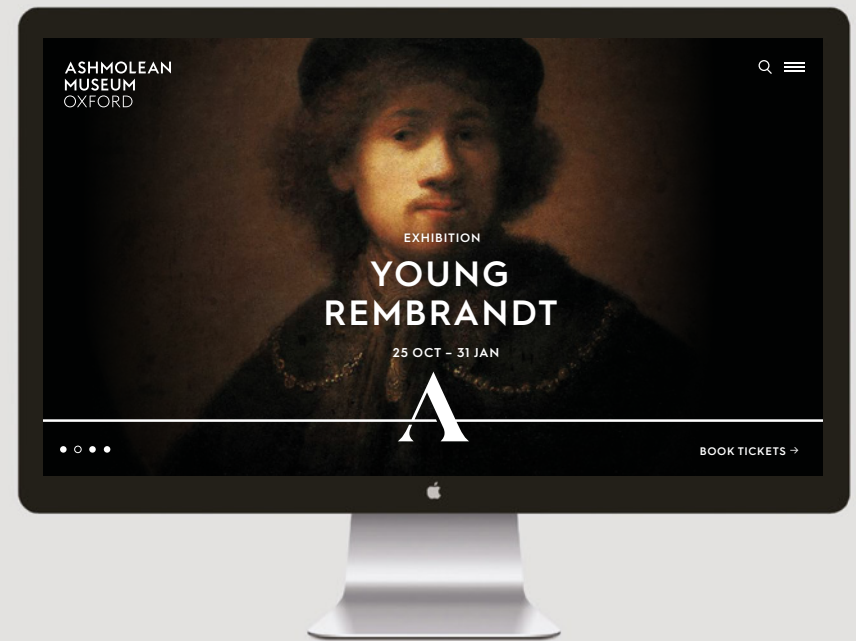 ASHMOLEAN
MUSEUM
OXFORD
EXHIBITION
YOUNG
REMBRANDT
25 OCT – 31 JAN
A
BOOK TICKETS →